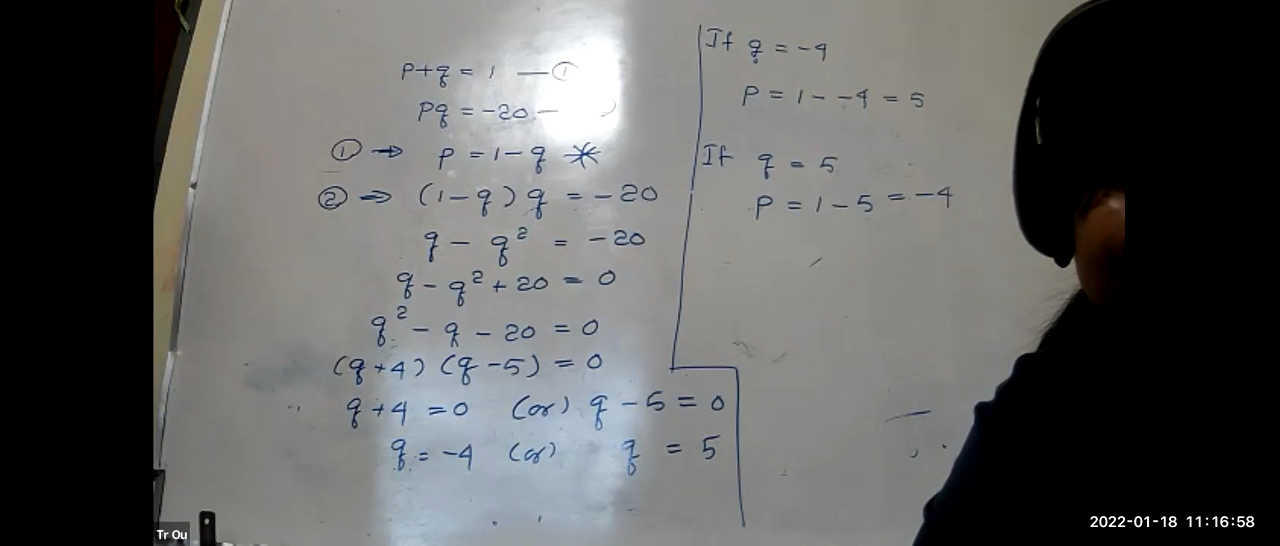 p+q = 1 — ①
pq = -20 —
① ⇒ p = 1-q *
② ⇒ (1-q) q = -20
q - q² = -20
q - q² + 20 = 0
q² - q - 20 = 0
(q+4) (q-5) = 0
q+4 = 0 (or) q-5 = 0
q = -4 (or) q = 5
If q = -4
p = 1 - -4 = 5
If q = 5
p = 1 - 5 = -4
Tr Ou
2022-01-18 11:16:58